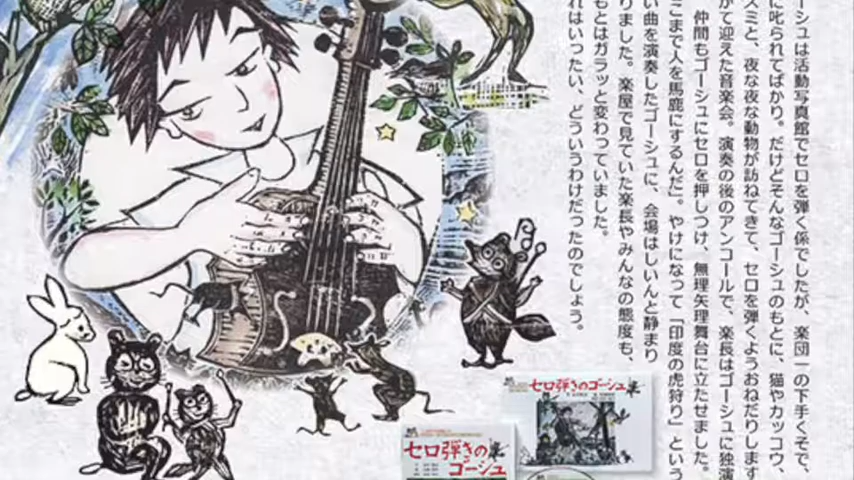 ーシュは活動写真館でセロを弾く係でしたが、楽団一の下手くそで、
に叱られてばかり。だけどそんなゴーシュのもとに、猫やカッコウ、
スミと、夜な夜な動物が訪ねてきて、セロを弾くようおねだりします
がて迎えた音楽会。演奏の後のアンコールで、楽長はゴーシュに独演
仲間もゴーシュにセロを押しつけ、無理矢理舞台に立たせました。
こまで人を馬鹿にするんだ」。やけになって「印度の虎狩り」という
い曲を演奏したゴーシュに、会場はしいんと静まり
りました。楽屋で見ていた楽長やみんなの態度も、
もとはガラッと変わっていました。
れはいったい、どういうわけだったのでしょう。
セロ弾きのゴーシュ
セロ弾きの
ゴーシュ